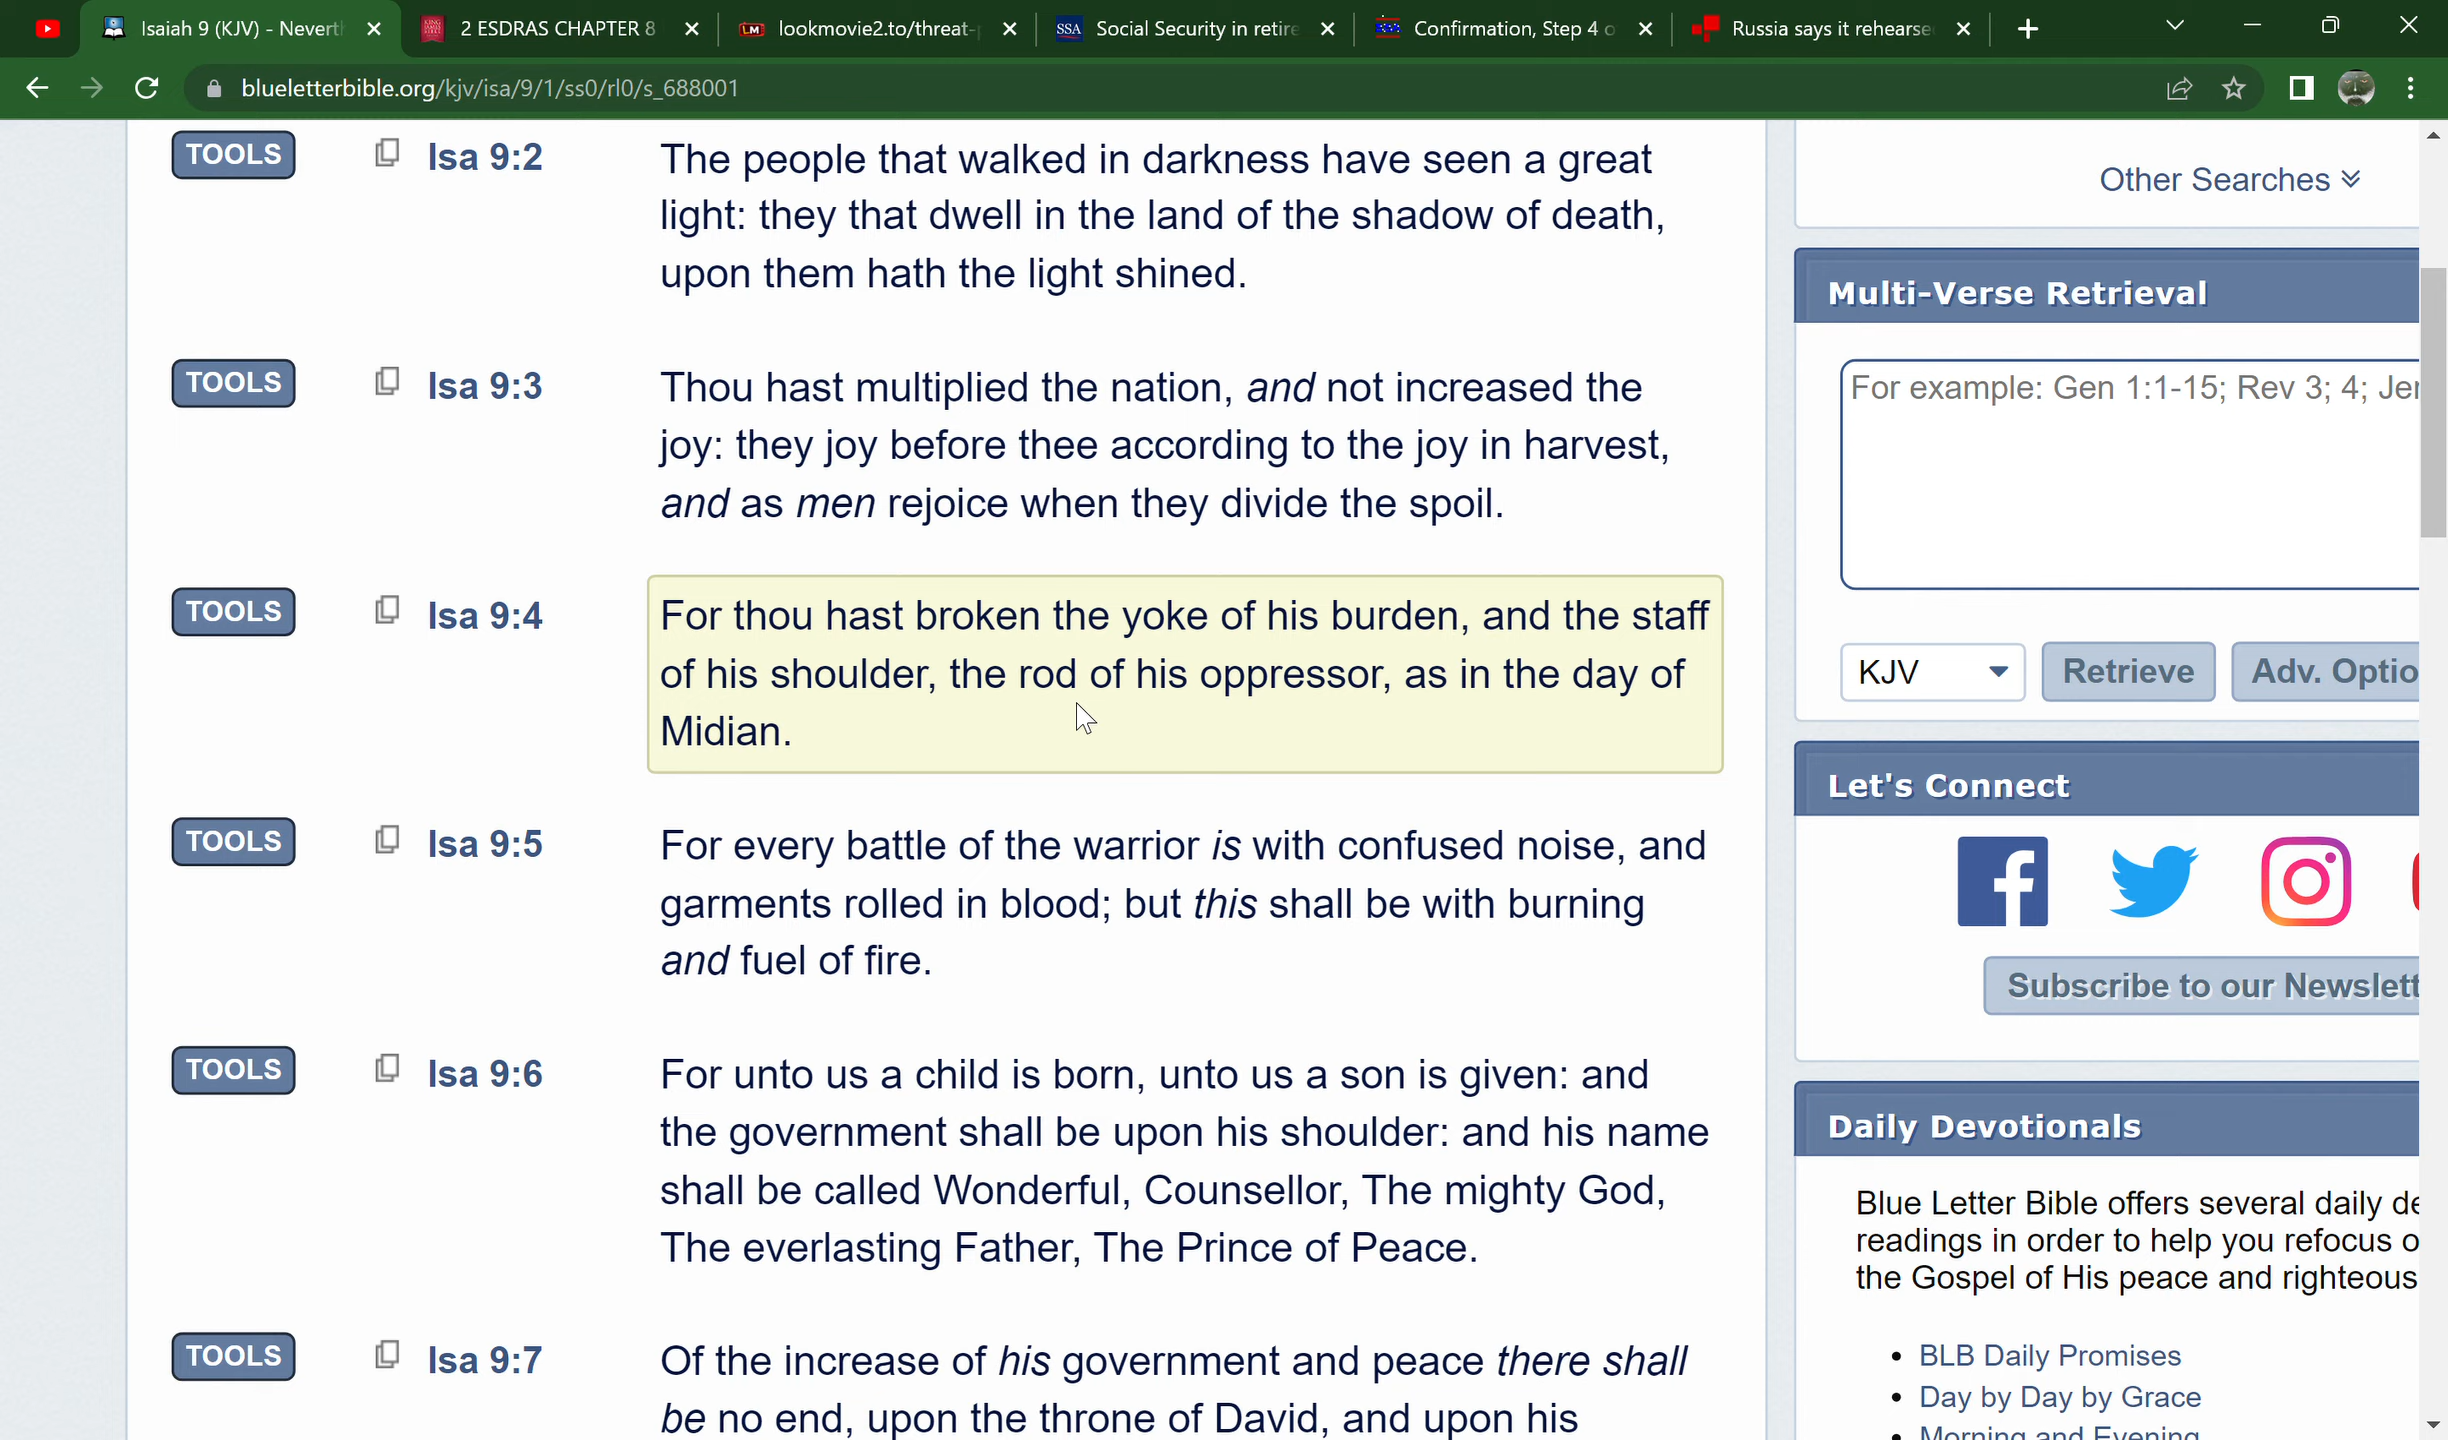 Isaiah 9 (KJV) - Neverth
2 ESDRAS CHAPTER 8
LM
lookmovie2.to/threat-p
SSA
Social Security in retire
Confirmation, Step 4 o
Russia says it rehearse
blueletterbible.org/kjv/isa/9/1/ss0/rl0/s_688001
TOOLS
Isa 9:2
The people that walked in darkness have seen a great
light: they that dwell in the land of the shadow of death,
upon them hath the light shined.
TOOLS
Isa 9:3
Thou hast multiplied the nation, and not increased the
joy: they joy before thee according to the joy in harvest,
and as men rejoice when they divide the spoil.
TOOLS
Isa 9:4
For thou hast broken the yoke of his burden, and the staff
of his shoulder, the rod of his oppressor, as in the day of
Midian.
TOOLS
Isa 9:5
For every battle of the warrior is with confused noise, and
garments rolled in blood; but this shall be with burning
and fuel of fire.
TOOLS
Isa 9:6
For unto us a child is born, unto us a son is given: and
the government shall be upon his shoulder: and his name
shall be called Wonderful, Counsellor, The mighty God,
The everlasting Father, The Prince of Peace.
TOOLS
Isa 9:7
Of the increase of his government and peace there shall
be no end, upon the throne of David, and upon his
Other Searches
Multi-Verse Retrieval
For example: Gen 1:1-15; Rev 3; 4; Jer
KJV
Retrieve
Adv. Optio
Let's Connect
Subscribe to our Newslett
Daily Devotionals
Blue Letter Bible offers several daily de
readings in order to help you refocus o
the Gospel of His peace and righteous
• BLB Daily Promises
• Day by Day by Grace
• Morning and Evening